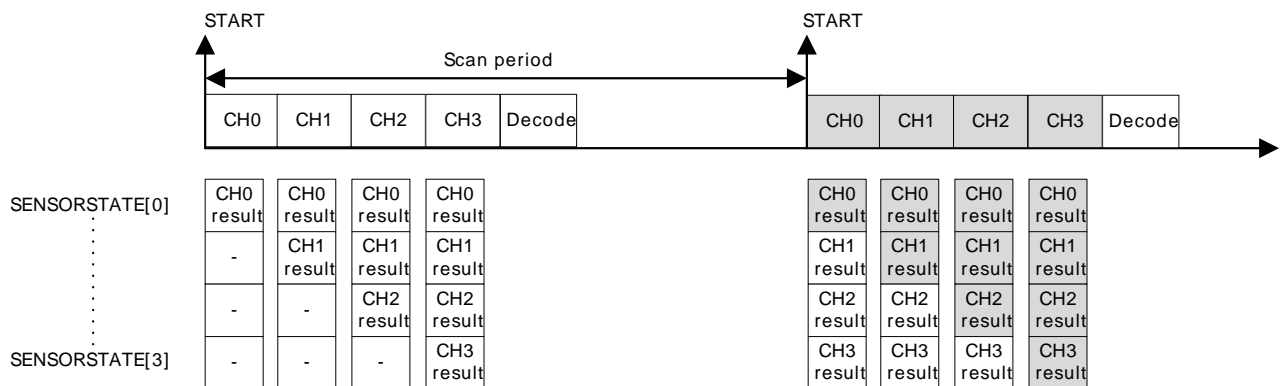 START START
Scan period
CH0 CH1 CH2 CH3 Decode CH0 CH1 CH2 CH3 Decode
SENSORSTATE[0] CH0 result CH0 result CH0 result CH0 result CH0 result CH0 result CH0 result CH0 result
- CH1 result CH1 result CH1 result CH1 result CH1 result CH1 result CH1 result
- - CH2 result CH2 result CH2 result CH2 result CH2 result CH2 result
SENSORSTATE[3] - - - CH3 result CH3 result CH3 result CH3 result CH3 result